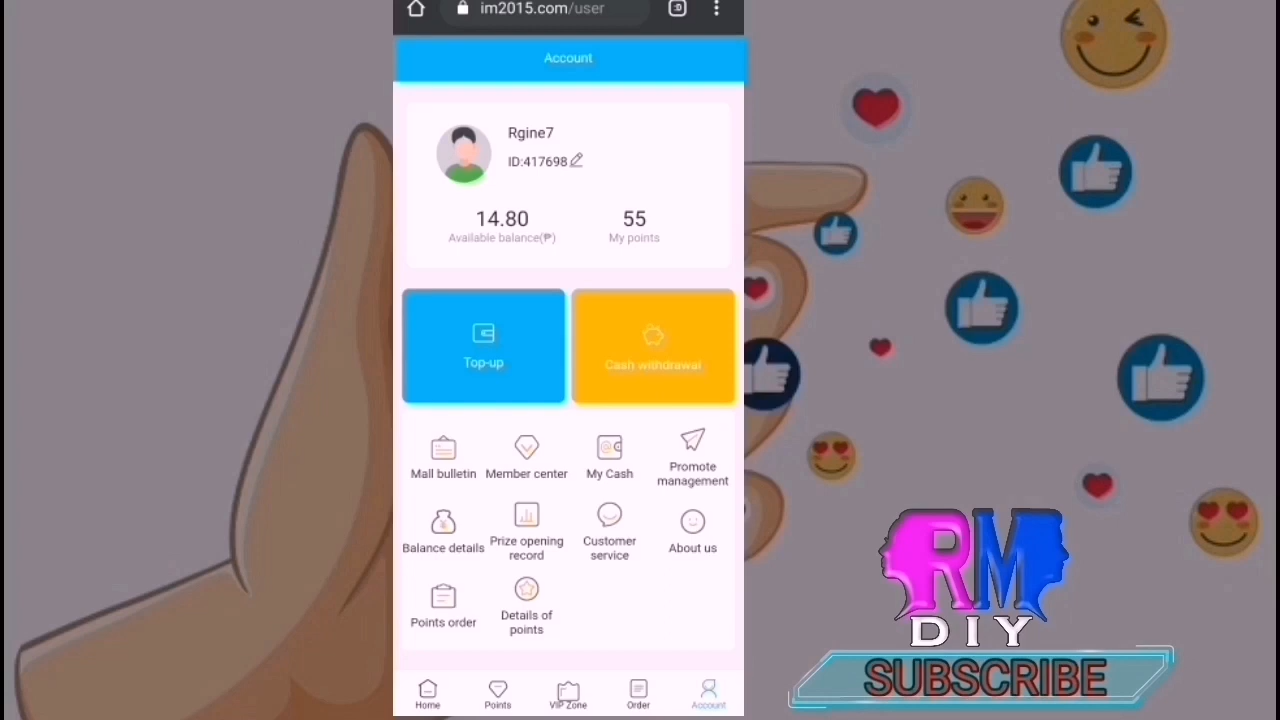 im2015.com/user
:D
Account
Rgine7
ID:417698
14.80
55
Available balance(₱)
My points
Top-up
Cash withdrawal
Mall bulletin
Member center
My Cash
Promote
management
Balance details
Prize opening
record
Customer
service
About us
Points order
Details of
points
Home
Points
VIP Zone
Order
Account
RM
DIY
SUBSCRIBE